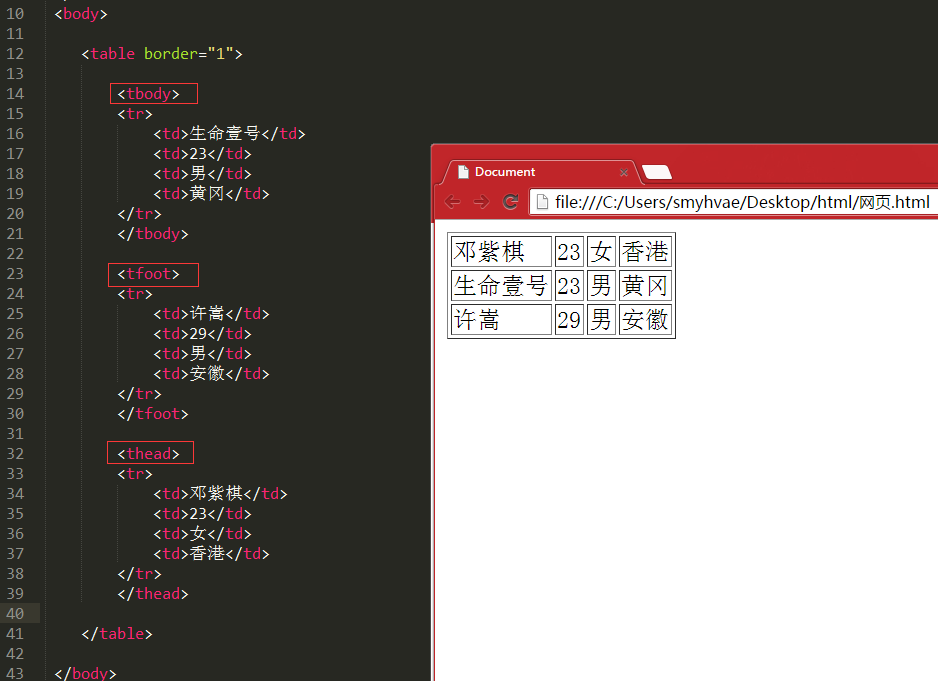 10 <body>
11
12 <table border="1">
13
14 <tbody>
15 <tr>
16 <td>生命壹号</td>
17 <td>23</td>
18 <td>男</td>
19 <td>黄冈</td>
20 </tr>
21 </tbody>
22
23 <tfoot>
24 <tr>
25 <td>许嵩</td>
26 <td>29</td>
27 <td>男</td>
28 <td>安徽</td>
29 </tr>
30 </tfoot>
31
32 <thead>
33 <tr>
34 <td>邓紫棋</td>
35 <td>23</td>
36 <td>女</td>
37 <td>香港</td>
38 </tr>
39 </thead>
40
41 </table>
42
43 </body>
Document
file:///C:/Users/smyhvae/Desktop/html/网页.html
邓紫棋 23 女 香港
生命壹号 23 男 黄冈
许嵩 29 男 安徽